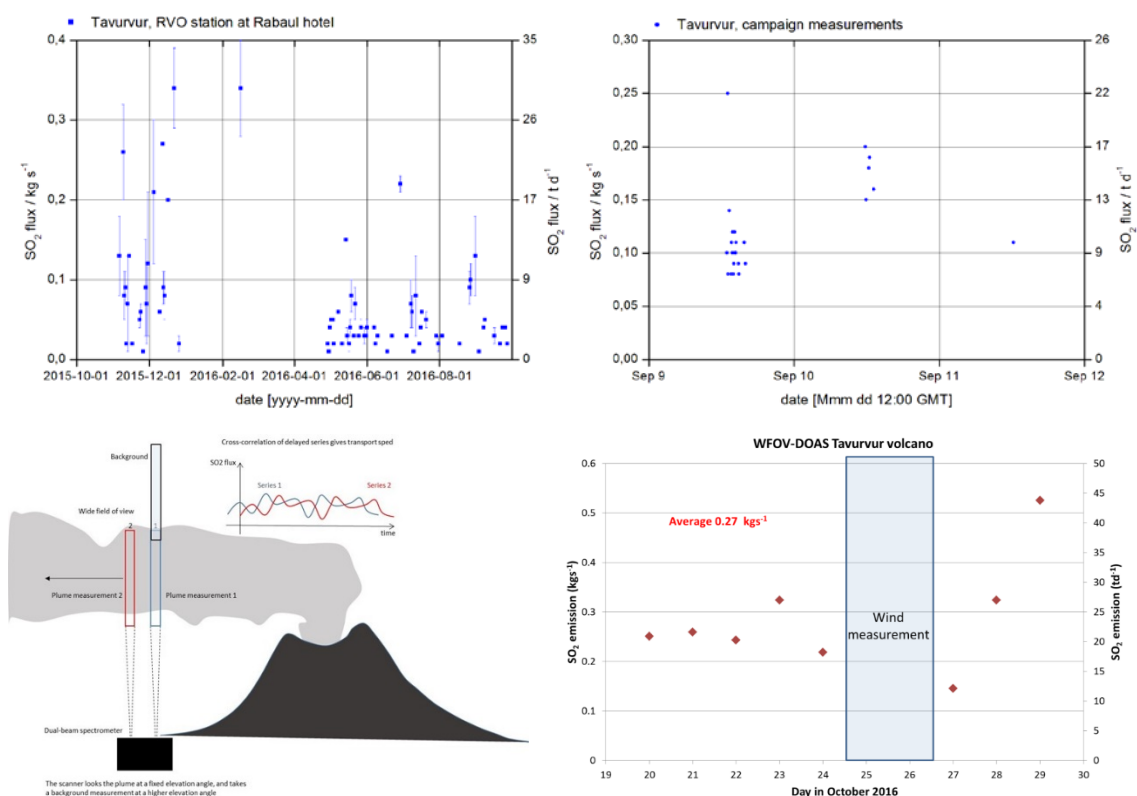 Tavurvur, RVO station at Rabaul hotel
0,4
0,3
0,2
0,1
0,0
SO2 flux / kg s-1
35
26
17
9
0
SO2 flux / t d-1
2015-10-01 2015-12-01 2016-02-01 2016-04-01 2016-06-01 2016-08-01
date [yyyy-mm-dd]
Tavurvur, campaign measurements
0,30
0,25
0,20
0,15
0,10
0,05
0,00
SO2 flux / kg s-1
26
22
17
13
9
4
0
SO2 flux / t d-1
Sep 9 Sep 10 Sep 11 Sep 12
date [Mmm dd 12:00 GMT]
Cross-correlation of delayed series gives transport sped
SO2 flux
Series 1
Series 2
time
Background
Wide field of view
2
1
Plume measurement 2
Plume measurement 1
Dual-beam spectrometer
The scanner looks the plume at a fixed elevation angle, and takes
a background measurement at a higher elevation angle
WFOV-DOAS Tavurvur volcano
0.6
0.5
0.4
0.3
0.2
0.1
0
SO2 emission (kgs-1)
Average 0.27 kgs-1
Wind
measurement
50
45
40
35
30
25
20
15
10
5
0
SO2 emission (td-1)
19 20 21 22 23 24 25 26 27 28 29 30
Day in October 2016